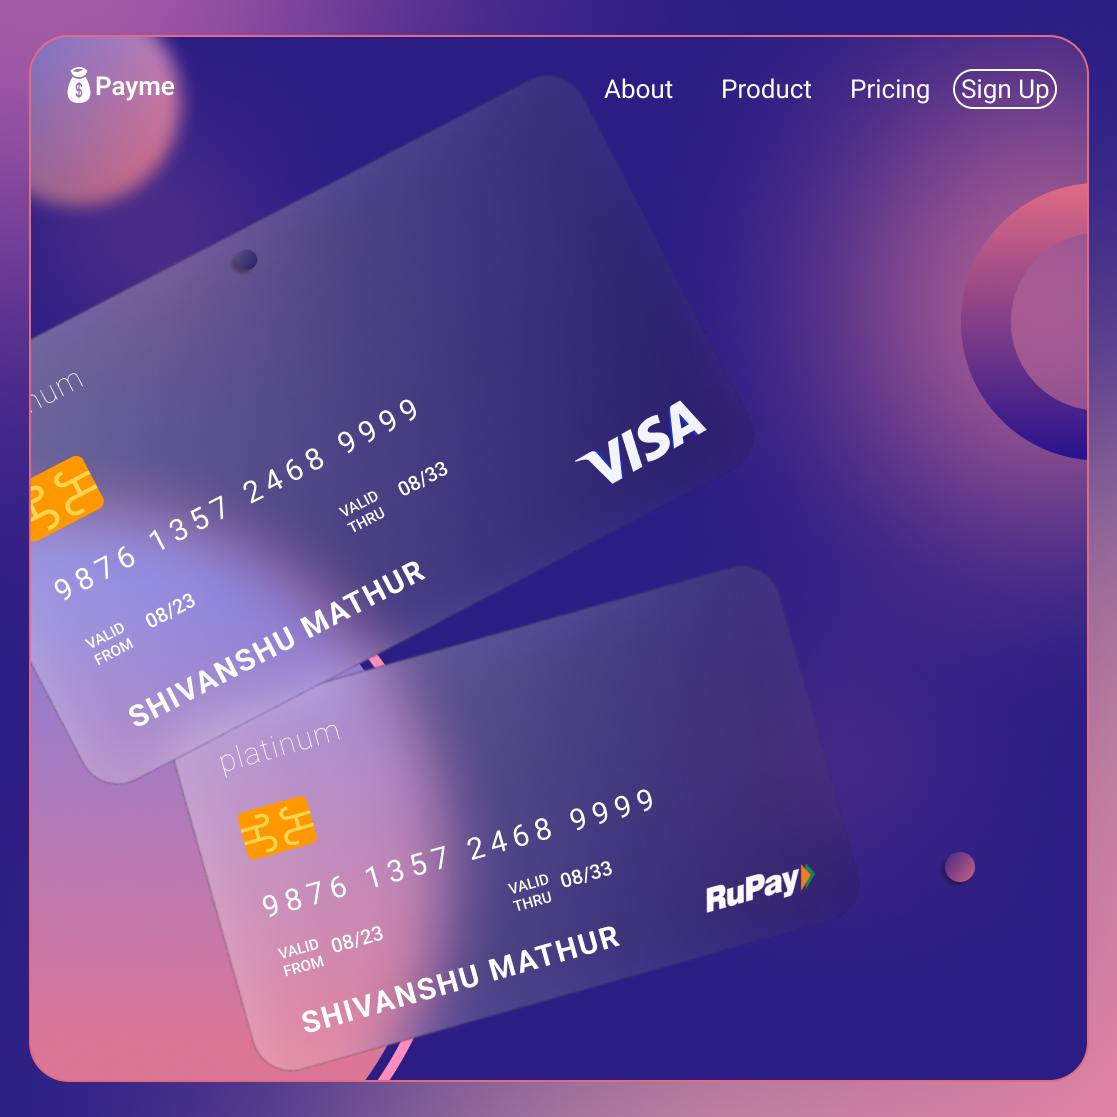 Payme
About Product Pricing Sign Up
num
9876 1357 2468 9999
VALID
THRU
08/33
VISA
VALID
FROM
08/23
SHIVANSHU MATHUR
platinum
9876 1357 2468 9999
VALID
THRU
08/33
RuPay
VALID
FROM
08/23
SHIVANSHU MATHUR